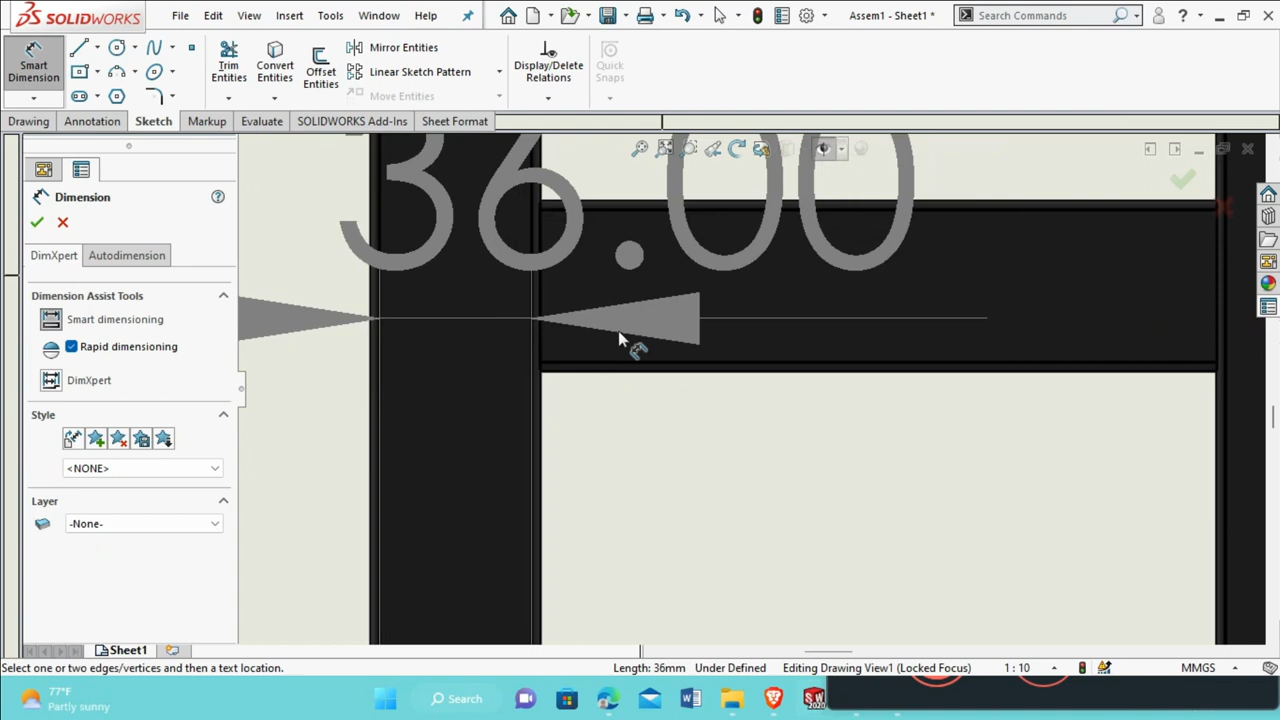 SOLIDWORKS File Edit View Insert Tools Window Help Assem1 - Sheet1 * Search Commands ?
Smart Dimension
Trim Entities
Convert Entities
Offset Entities
Mirror Entities
Linear Sketch Pattern
Move Entities
Display/Delete Relations
Quick Snaps
Drawing Annotation Sketch Markup Evaluate SOLIDWORKS Add-Ins Sheet Format
36.00
Dimension
DimXpert Autodimension
Dimension Assist Tools
Smart dimensioning
Rapid dimensioning
DimXpert
Style
<NONE>
Layer
-None-
Sheet1
Select one or two edges/vertices and then a text location. Length: 36mm Under Defined Editing Drawing View1 (Locked Focus) 1 : 10 MMGS
77°F
Partly sunny
Search
SW
2020